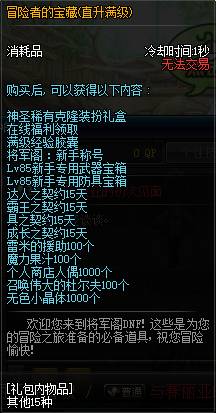 冒险者的宝藏(直升满级)
消耗品
冷却时间1秒
无法交易
购买后,可以获得以下内容:
神圣稀有克隆装扮礼盒
在线福利领取
满级经验胶囊
将军阁:新手称号
Lv85新手专用武器宝箱
Lv85新手专用防具宝箱
达人之契约15天
霸王之契约15天
具之契约15天
成长之契约15天
雷米的援助100个
魔力果汁100个
个人商店人偶1000个
召唤伟大的杜尔夫100个
无色小晶体1000个
欢迎您来到将军阁DNF! 这些是为您的冒险之旅准备的必备道具, 祝您冒险愉快!
[礼包内物品]
其他15种
0 QP
普通